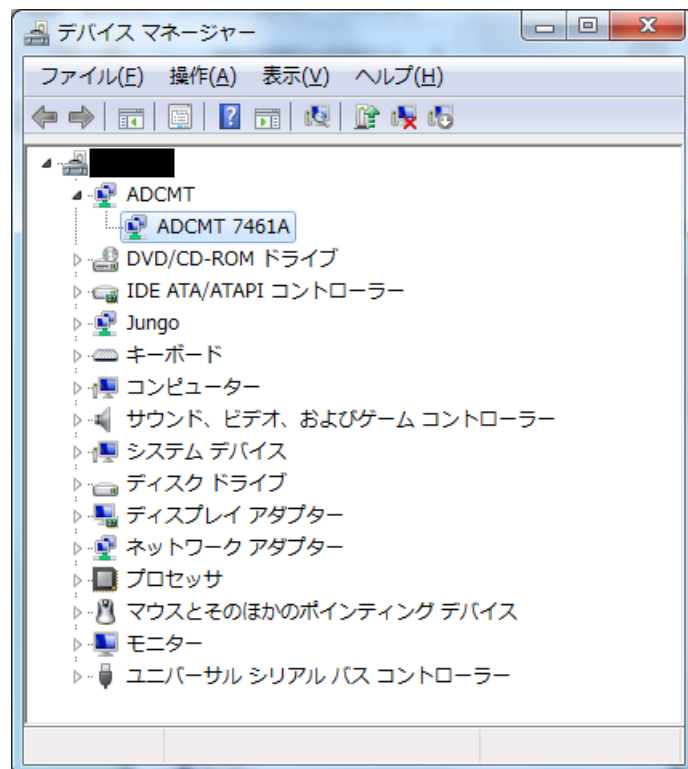 デバイス マネージャー
ファイル(F) 操作(A) 表示(V) ヘルプ(H)
ADCMT
ADCMT 7461A
DVD/CD-ROM ドライブ
IDE ATA/ATAPI コントローラー
Jungo
キーボード
コンピューター
サウンド、ビデオ、およびゲーム コントローラー
システム デバイス
ディスク ドライブ
ディスプレイ アダプター
ネットワーク アダプター
プロセッサ
マウスとそのほかのポインティング デバイス
モニター
ユニバーサル シリアル バス コントローラー